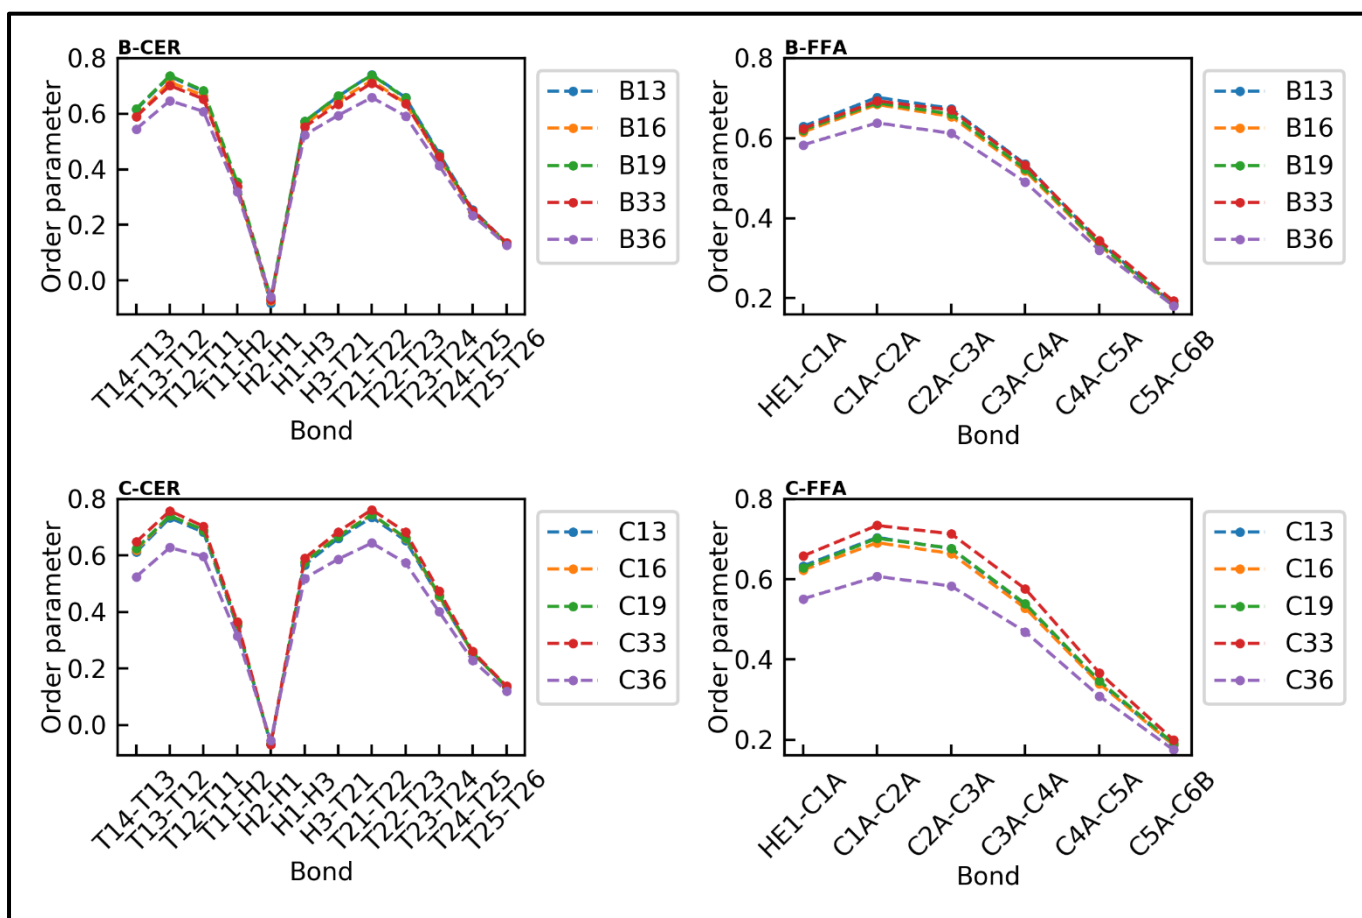 B-CER
Order parameter
0.8
0.6
0.4
0.2
0.0
T14-T13
T13-T12
T12-T11
T11-H2
H2-H1
H1-H3
H3-T21
T21-T22
T22-T23
T23-T24
T24-T25
T25-T26
Bond
B13
B16
B19
B33
B36
B-FFA
Order parameter
0.8
0.6
0.4
0.2
HE1-C1A
C1A-C2A
C2A-C3A
C3A-C4A
C4A-C5A
C5A-C6B
Bond
B13
B16
B19
B33
B36
C-CER
Order parameter
0.8
0.6
0.4
0.2
0.0
T14-T13
T13-T12
T12-T11
T11-H2
H2-H1
H1-H3
H3-T21
T21-T22
T22-T23
T23-T24
T24-T25
T25-T26
Bond
C13
C16
C19
C33
C36
C-FFA
Order parameter
0.8
0.6
0.4
0.2
HE1-C1A
C1A-C2A
C2A-C3A
C3A-C4A
C4A-C5A
C5A-C6B
Bond
C13
C16
C19
C33
C36